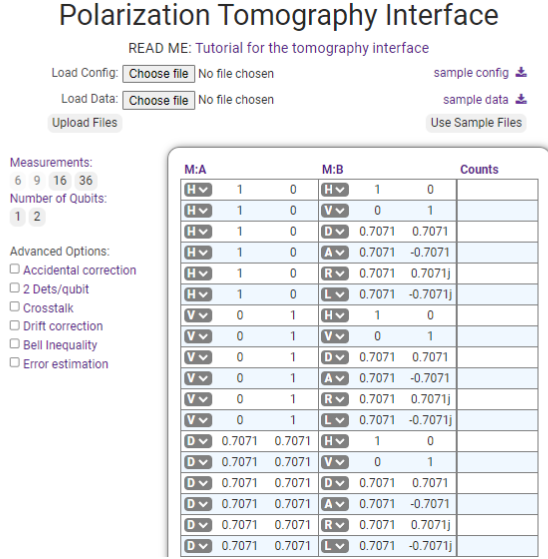 Polarization Tomography Interface
READ ME: Tutorial for the tomography interface
Load Config: Choose file No file chosen sample config
Load Data: Choose file No file chosen sample data
Upload Files Use Sample Files
Measurements:
6 9 16 36
Number of Qubits:
1 2
Advanced Options:
Accidental correction
2 Dets/qubit
Crosstalk
Drift correction
Bell Inequality
Error estimation
M:A M:B Counts
H 1 0 H 1 0
H 1 0 V 0 1
H 1 0 D 0.7071 0.7071
H 1 0 A 0.7071 -0.7071
H 1 0 R 0.7071 0.7071j
H 1 0 L 0.7071 -0.7071j
V 0 1 H 1 0
V 0 1 V 0 1
V 0 1 D 0.7071 0.7071
V 0 1 A 0.7071 -0.7071
V 0 1 R 0.7071 0.7071j
V 0 1 L 0.7071 -0.7071j
D 0.7071 0.7071 H 1 0
D 0.7071 0.7071 V 0 1
D 0.7071 0.7071 D 0.7071 0.7071
D 0.7071 0.7071 A 0.7071 -0.7071
D 0.7071 0.7071 R 0.7071 0.7071j
D 0.7071 0.7071 L 0.7071 -0.7071j